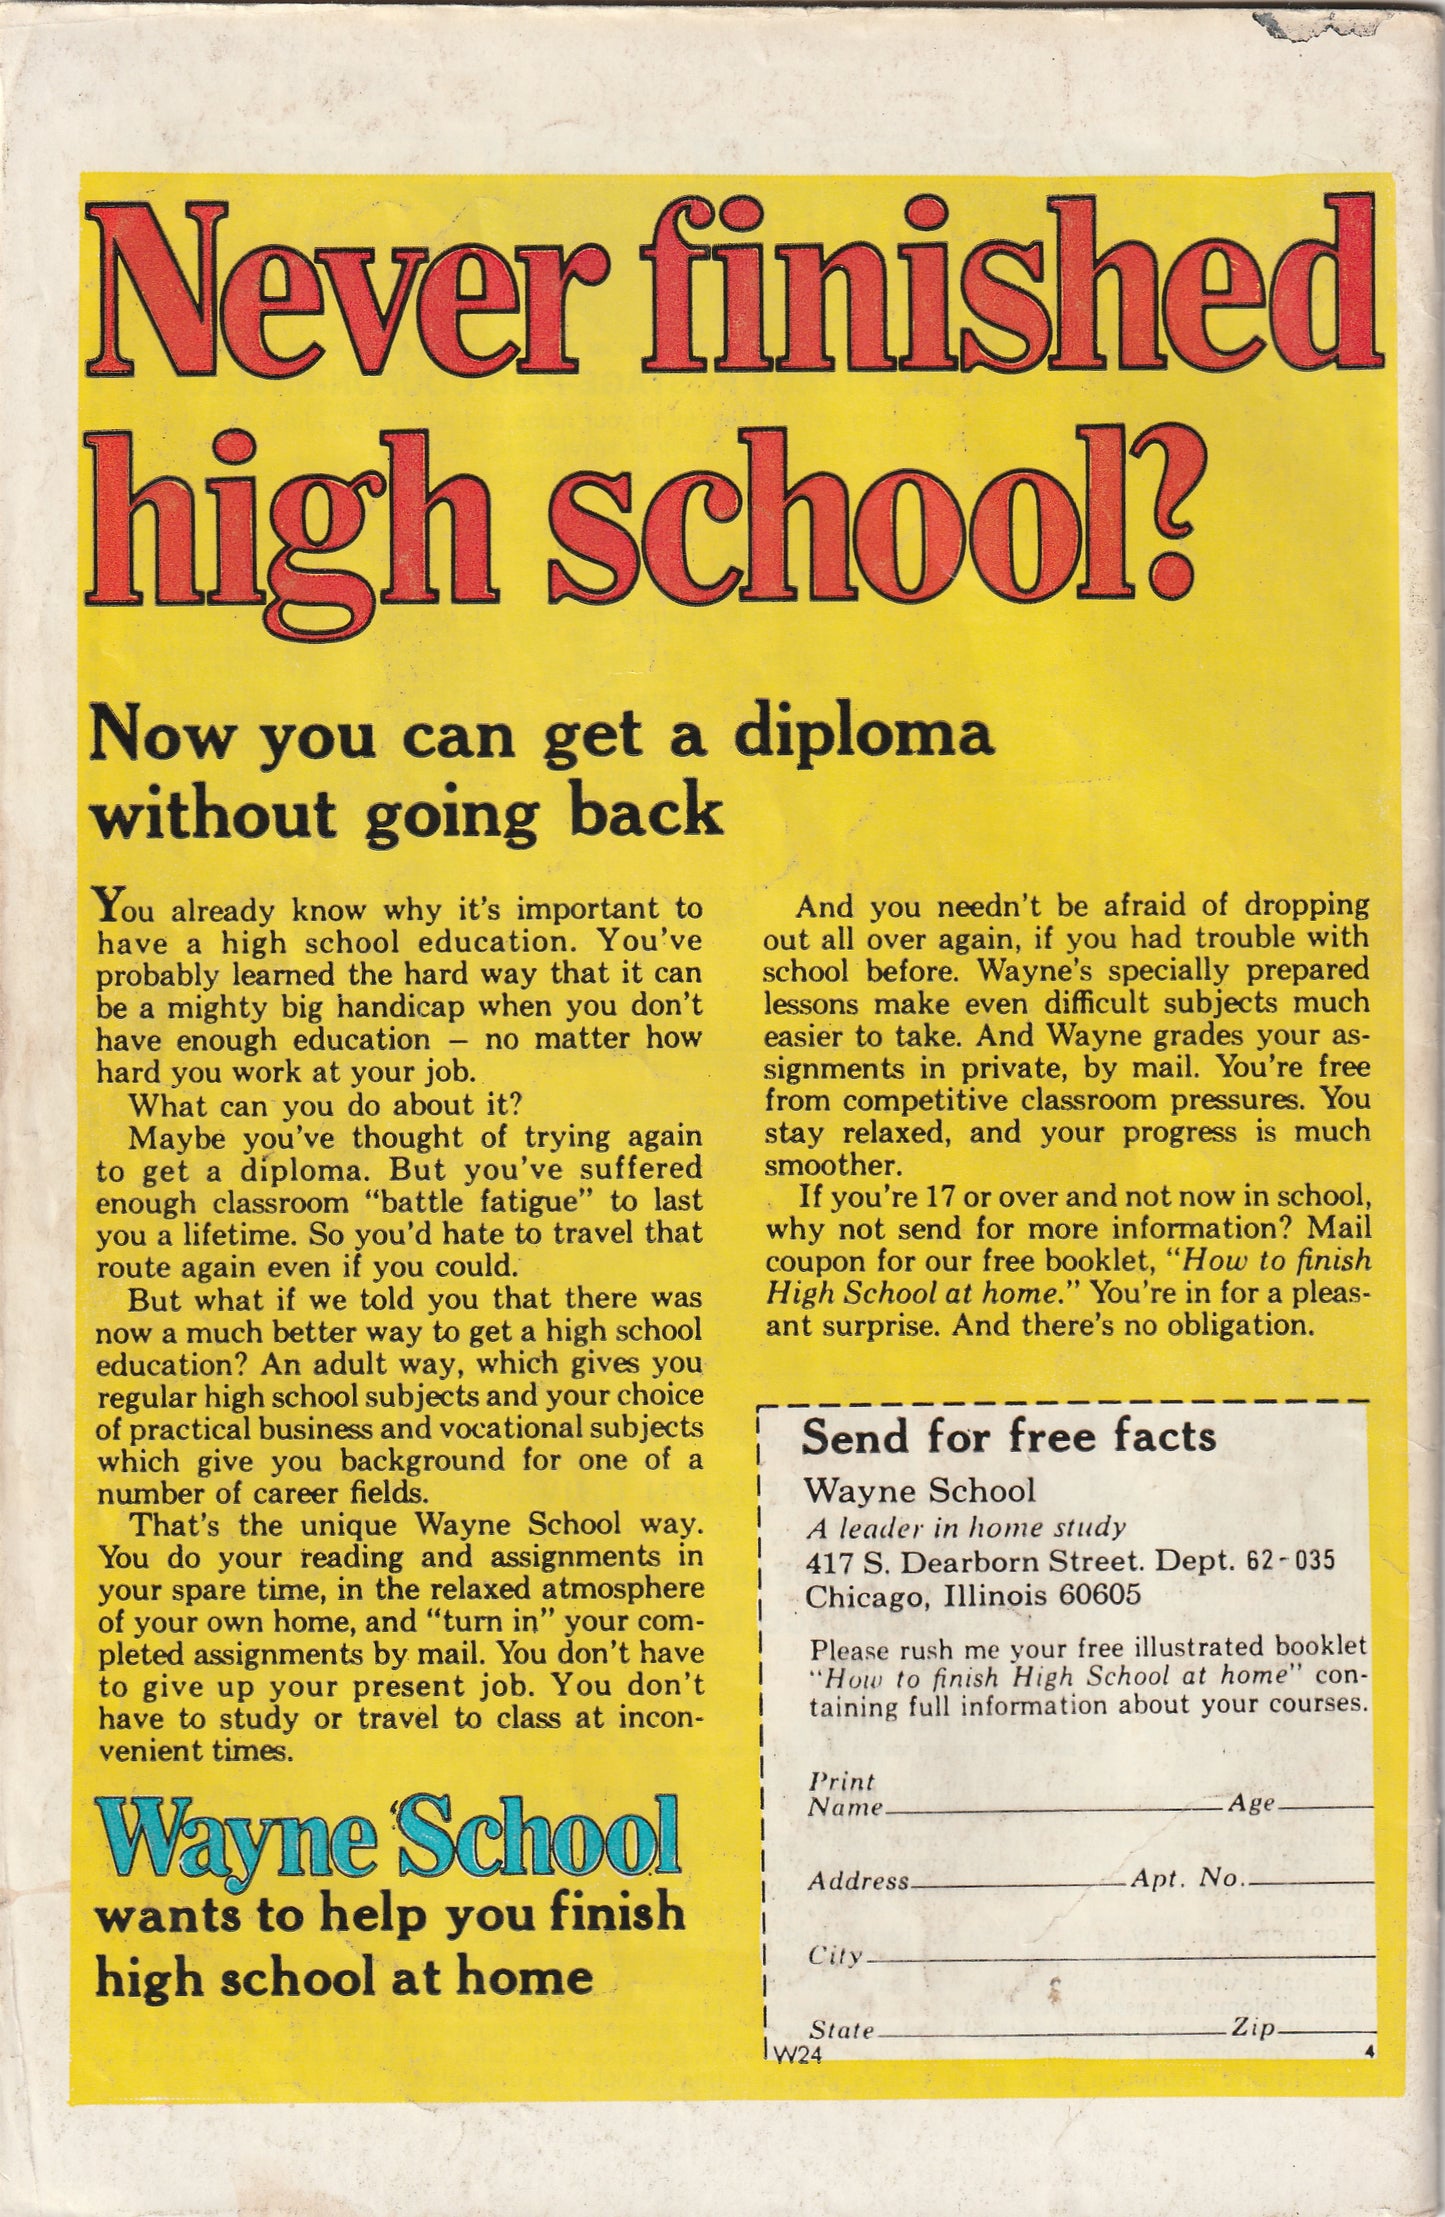 Never finished
high school?
Now you can get a diploma
without going back
You already know why it's important to
have a high school education. You've
probably learned the hard way that it can
be a mighty big handicap when you don't
have enough education – no matter how
hard you work at your job.
What can you do about it?
Maybe you've thought of trying again
to get a diploma. But you've suffered
enough classroom "battle fatigue" to last
you a lifetime. So you'd hate to travel that
route again even if you could.
But what if we told you that there was
now a much better way to get a high school
education? An adult way, which gives you
regular high school subjects and your choice
of practical business and vocational subjects
which give you background for one of a
number of career fields.
That's the unique Wayne School way.
You do your reading and assignments in
your spare time, in the relaxed atmosphere
of your own home, and "turn in" your com-
pleted assignments by mail. You don't have
to give up your present job. You don't
have to study or travel to class at incon-
venient times.
Wayne School
wants to help you finish
high school at home
And you needn't be afraid of dropping
out all over again, if you had trouble with
school before. Wayne's specially prepared
lessons make even difficult subjects much
easier to take. And Wayne grades your as-
signments in private, by mail. You're free
from competitive classroom pressures. You
stay relaxed, and your progress is much
smoother.
If you're 17 or over and not now in school,
why not send for more information? Mail
coupon for our free booklet, "How to finish
High School at home." You're in for a pleas-
ant surprise. And there's no obligation.
Send for free facts
Wayne School
A leader in home study
417 S. Dearborn Street. Dept. 62-035
Chicago, Illinois 60605
Please rush me your free illustrated booklet
"How to finish High School at home" con-
taining full information about your courses.
Print
Name Age
Address Apt. No.
City
State Zip
W24 4